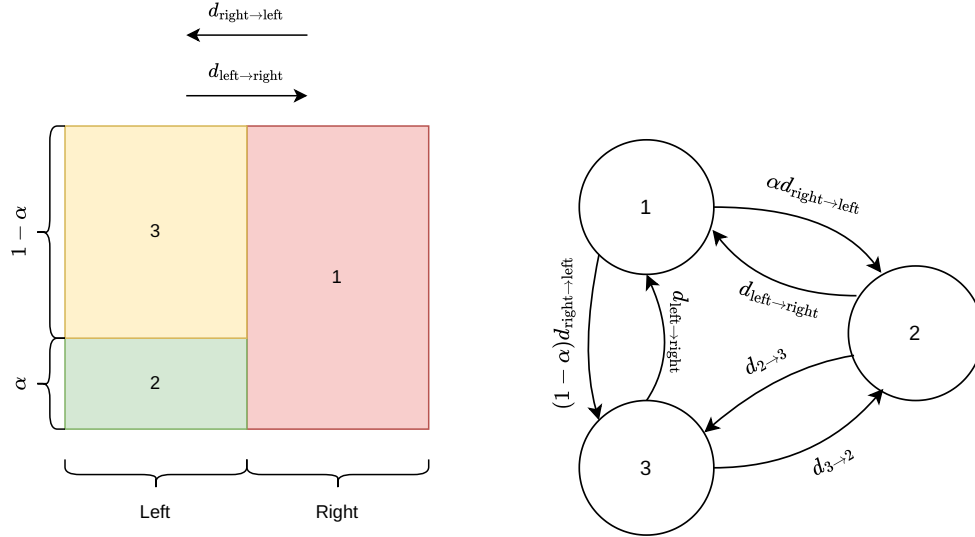 d_right→left
d_left→right
1 − α
α
3
2
1
Left
Right
1
2
3
αd_right→left
d_left→right
(1 − α)d_right→left
d_left→right
d_2→3
d_3→2